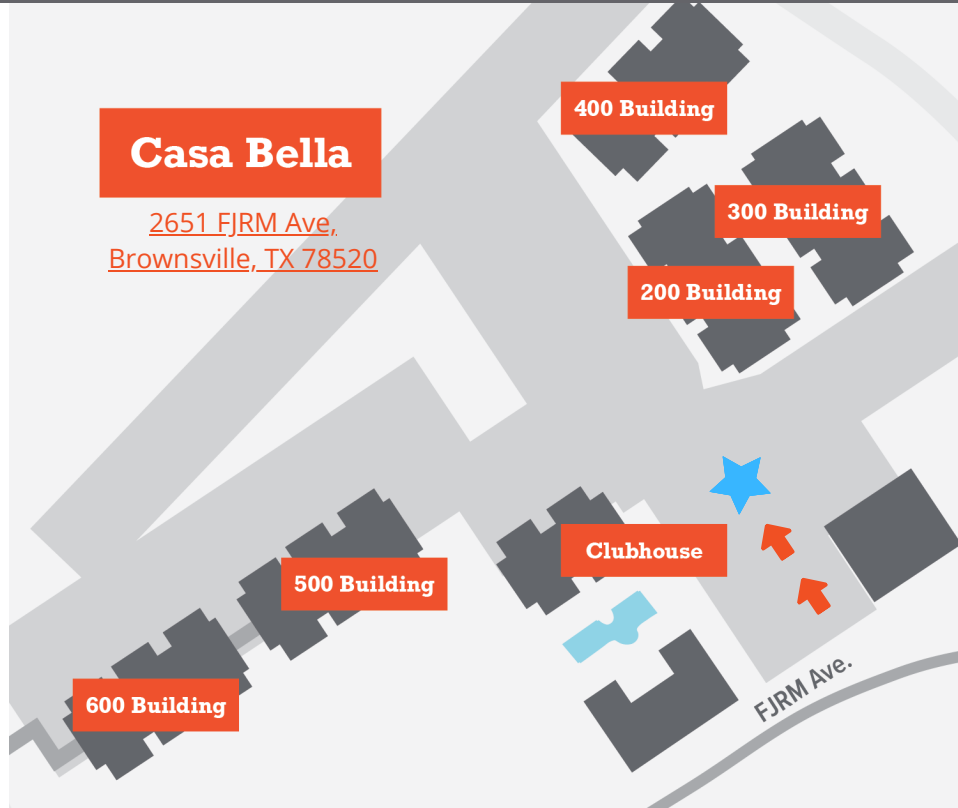 400 Building
Casa Bella
300 Building
2651 FJRM Ave,
Brownsville, TX 78520
200 Building
Clubhouse
500 Building
600 Building
FJRM Ave.